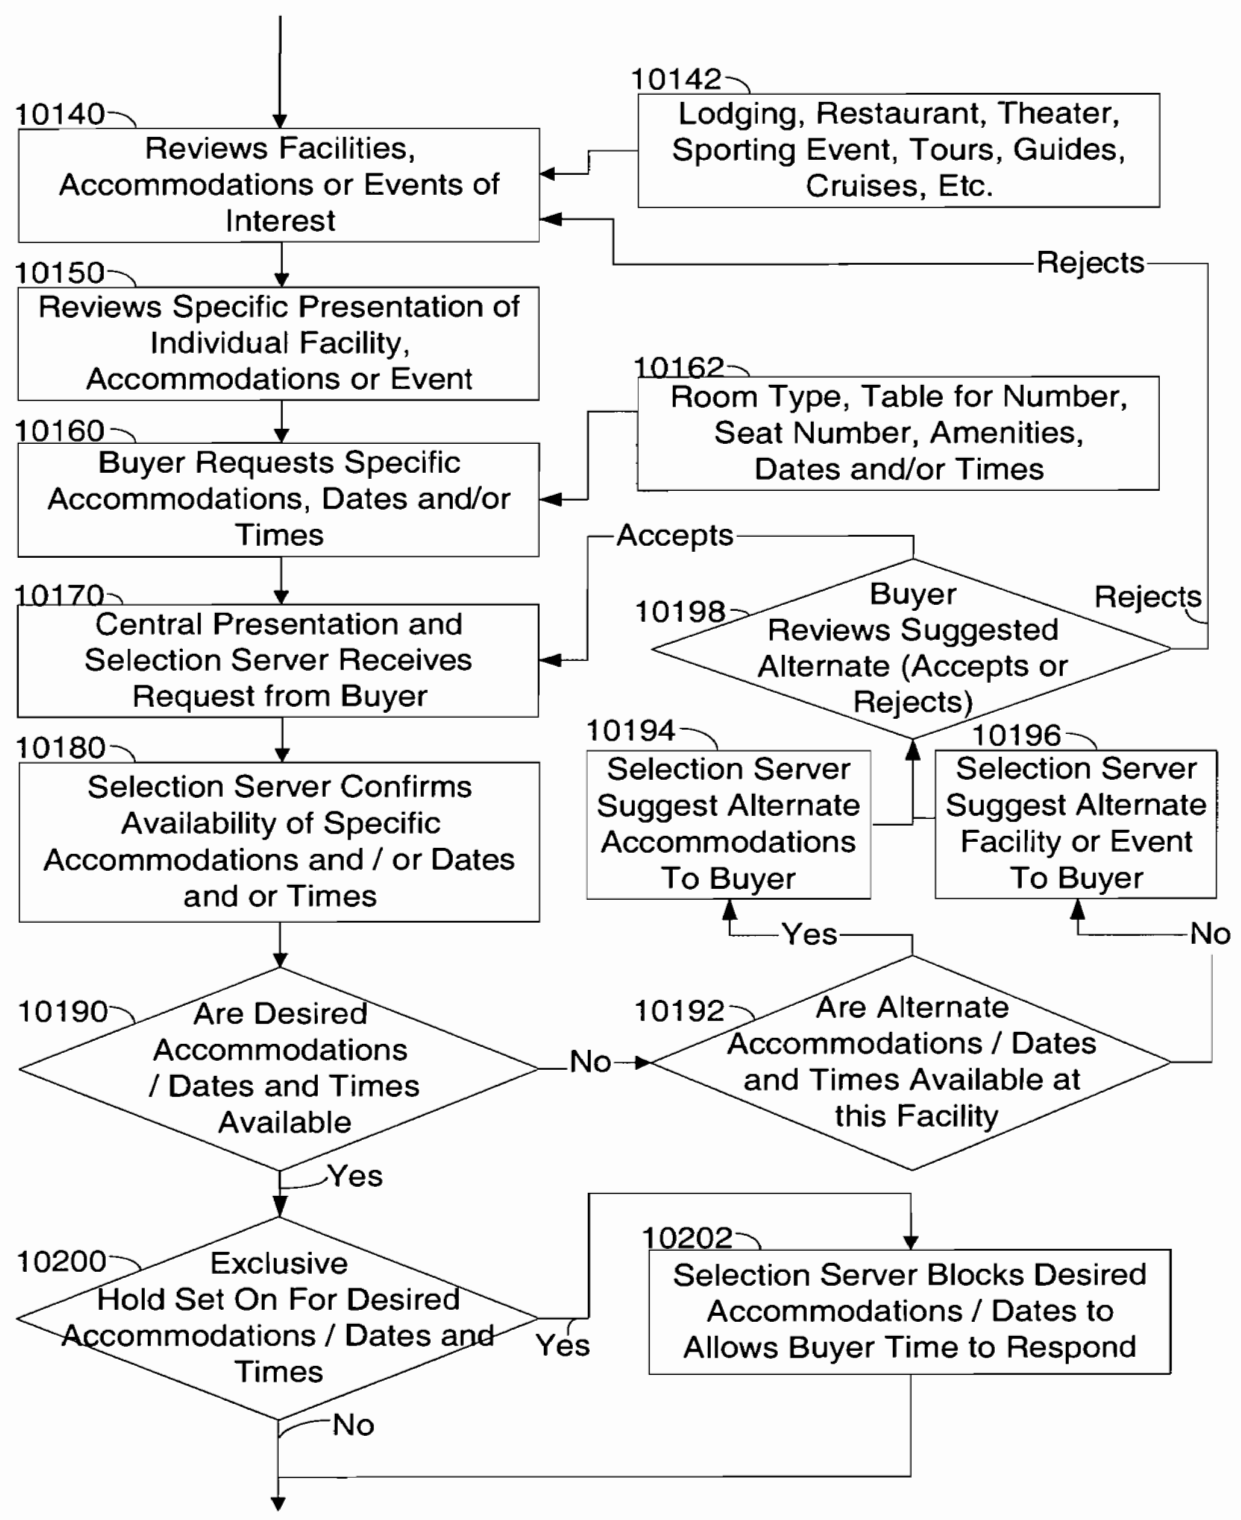 10140
Reviews Facilities,
Accommodations or Events of
Interest
10142
Lodging, Restaurant, Theater,
Sporting Event, Tours, Guides,
Cruises, Etc.
Rejects
10150
Reviews Specific Presentation of
Individual Facility,
Accommodations or Event
10160
Buyer Requests Specific
Accommodations, Dates and/or
Times
10162
Room Type, Table for Number,
Seat Number, Amenities,
Dates and/or Times
Accepts
10170
Central Presentation and
Selection Server Receives
Request from Buyer
10198
Buyer
Reviews Suggested
Alternate (Accepts or
Rejects)
Rejects
10180
Selection Server Confirms
Availability of Specific
Accommodations and / or Dates
and or Times
10194
Selection Server
Suggest Alternate
Accommodations
To Buyer
10196
Selection Server
Suggest Alternate
Facility or Event
To Buyer
Yes
No
10190
Are Desired
Accommodations
/ Dates and Times
Available
No
10192
Are Alternate
Accommodations / Dates
and Times Available at
this Facility
Yes
10200
Exclusive
Hold Set On For Desired
Accommodations / Dates and
Times
Yes
10202
Selection Server Blocks Desired
Accommodations / Dates to
Allows Buyer Time to Respond
No